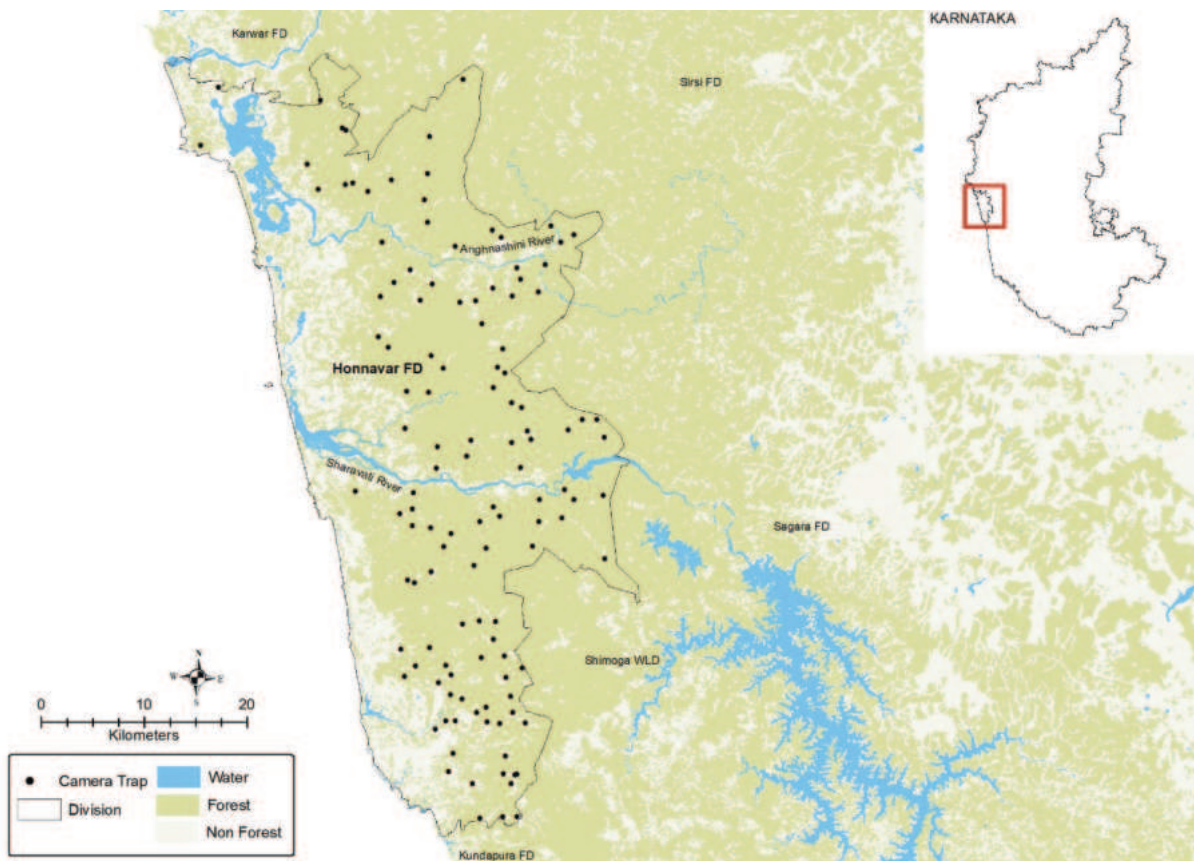 KARNATAKA
Karwar FD
Sirsi FD
Anghnashini River
Honnavar FD
Sharavati River
Sagara FD
Shimoga WLD
N
W E
S
0 10 20
Kilometers
Camera Trap
Division
Water
Forest
Non Forest
Kundapura FD